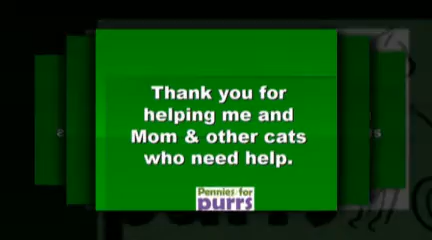 Thank you for
helping me and
Mom & other cats
who need help.
Pennies for
purrs